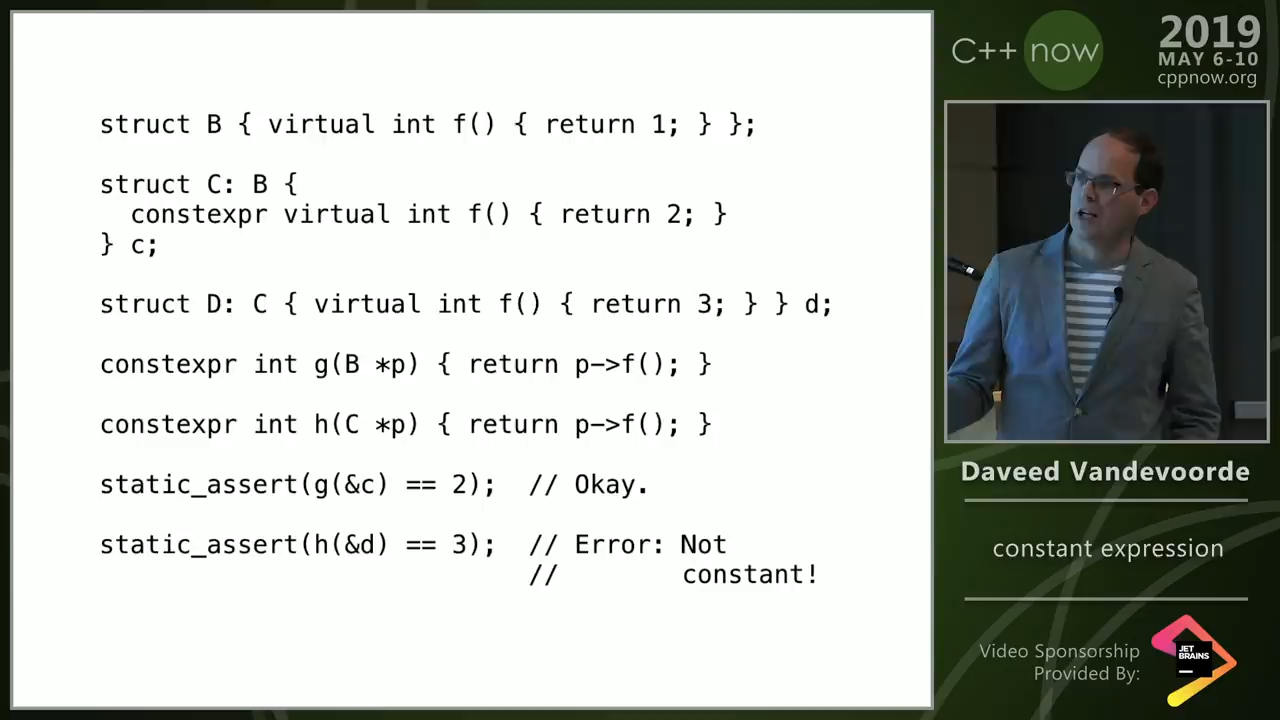 struct B { virtual int f() { return 1; } };
struct C: B {
  constexpr virtual int f() { return 2; }
} c;
struct D: C { virtual int f() { return 3; } } d;
constexpr int g(B *p) { return p->f(); }
constexpr int h(C *p) { return p->f(); }
static_assert(g(&c) == 2);  // Okay.
static_assert(h(&d) == 3);  // Error: Not
                            //        constant!
C++ now
2019
MAY 6-10
cppnow.org
Daveed Vandevoorde
constant expression
Video Sponsorship
Provided By:
JET
BRAINS